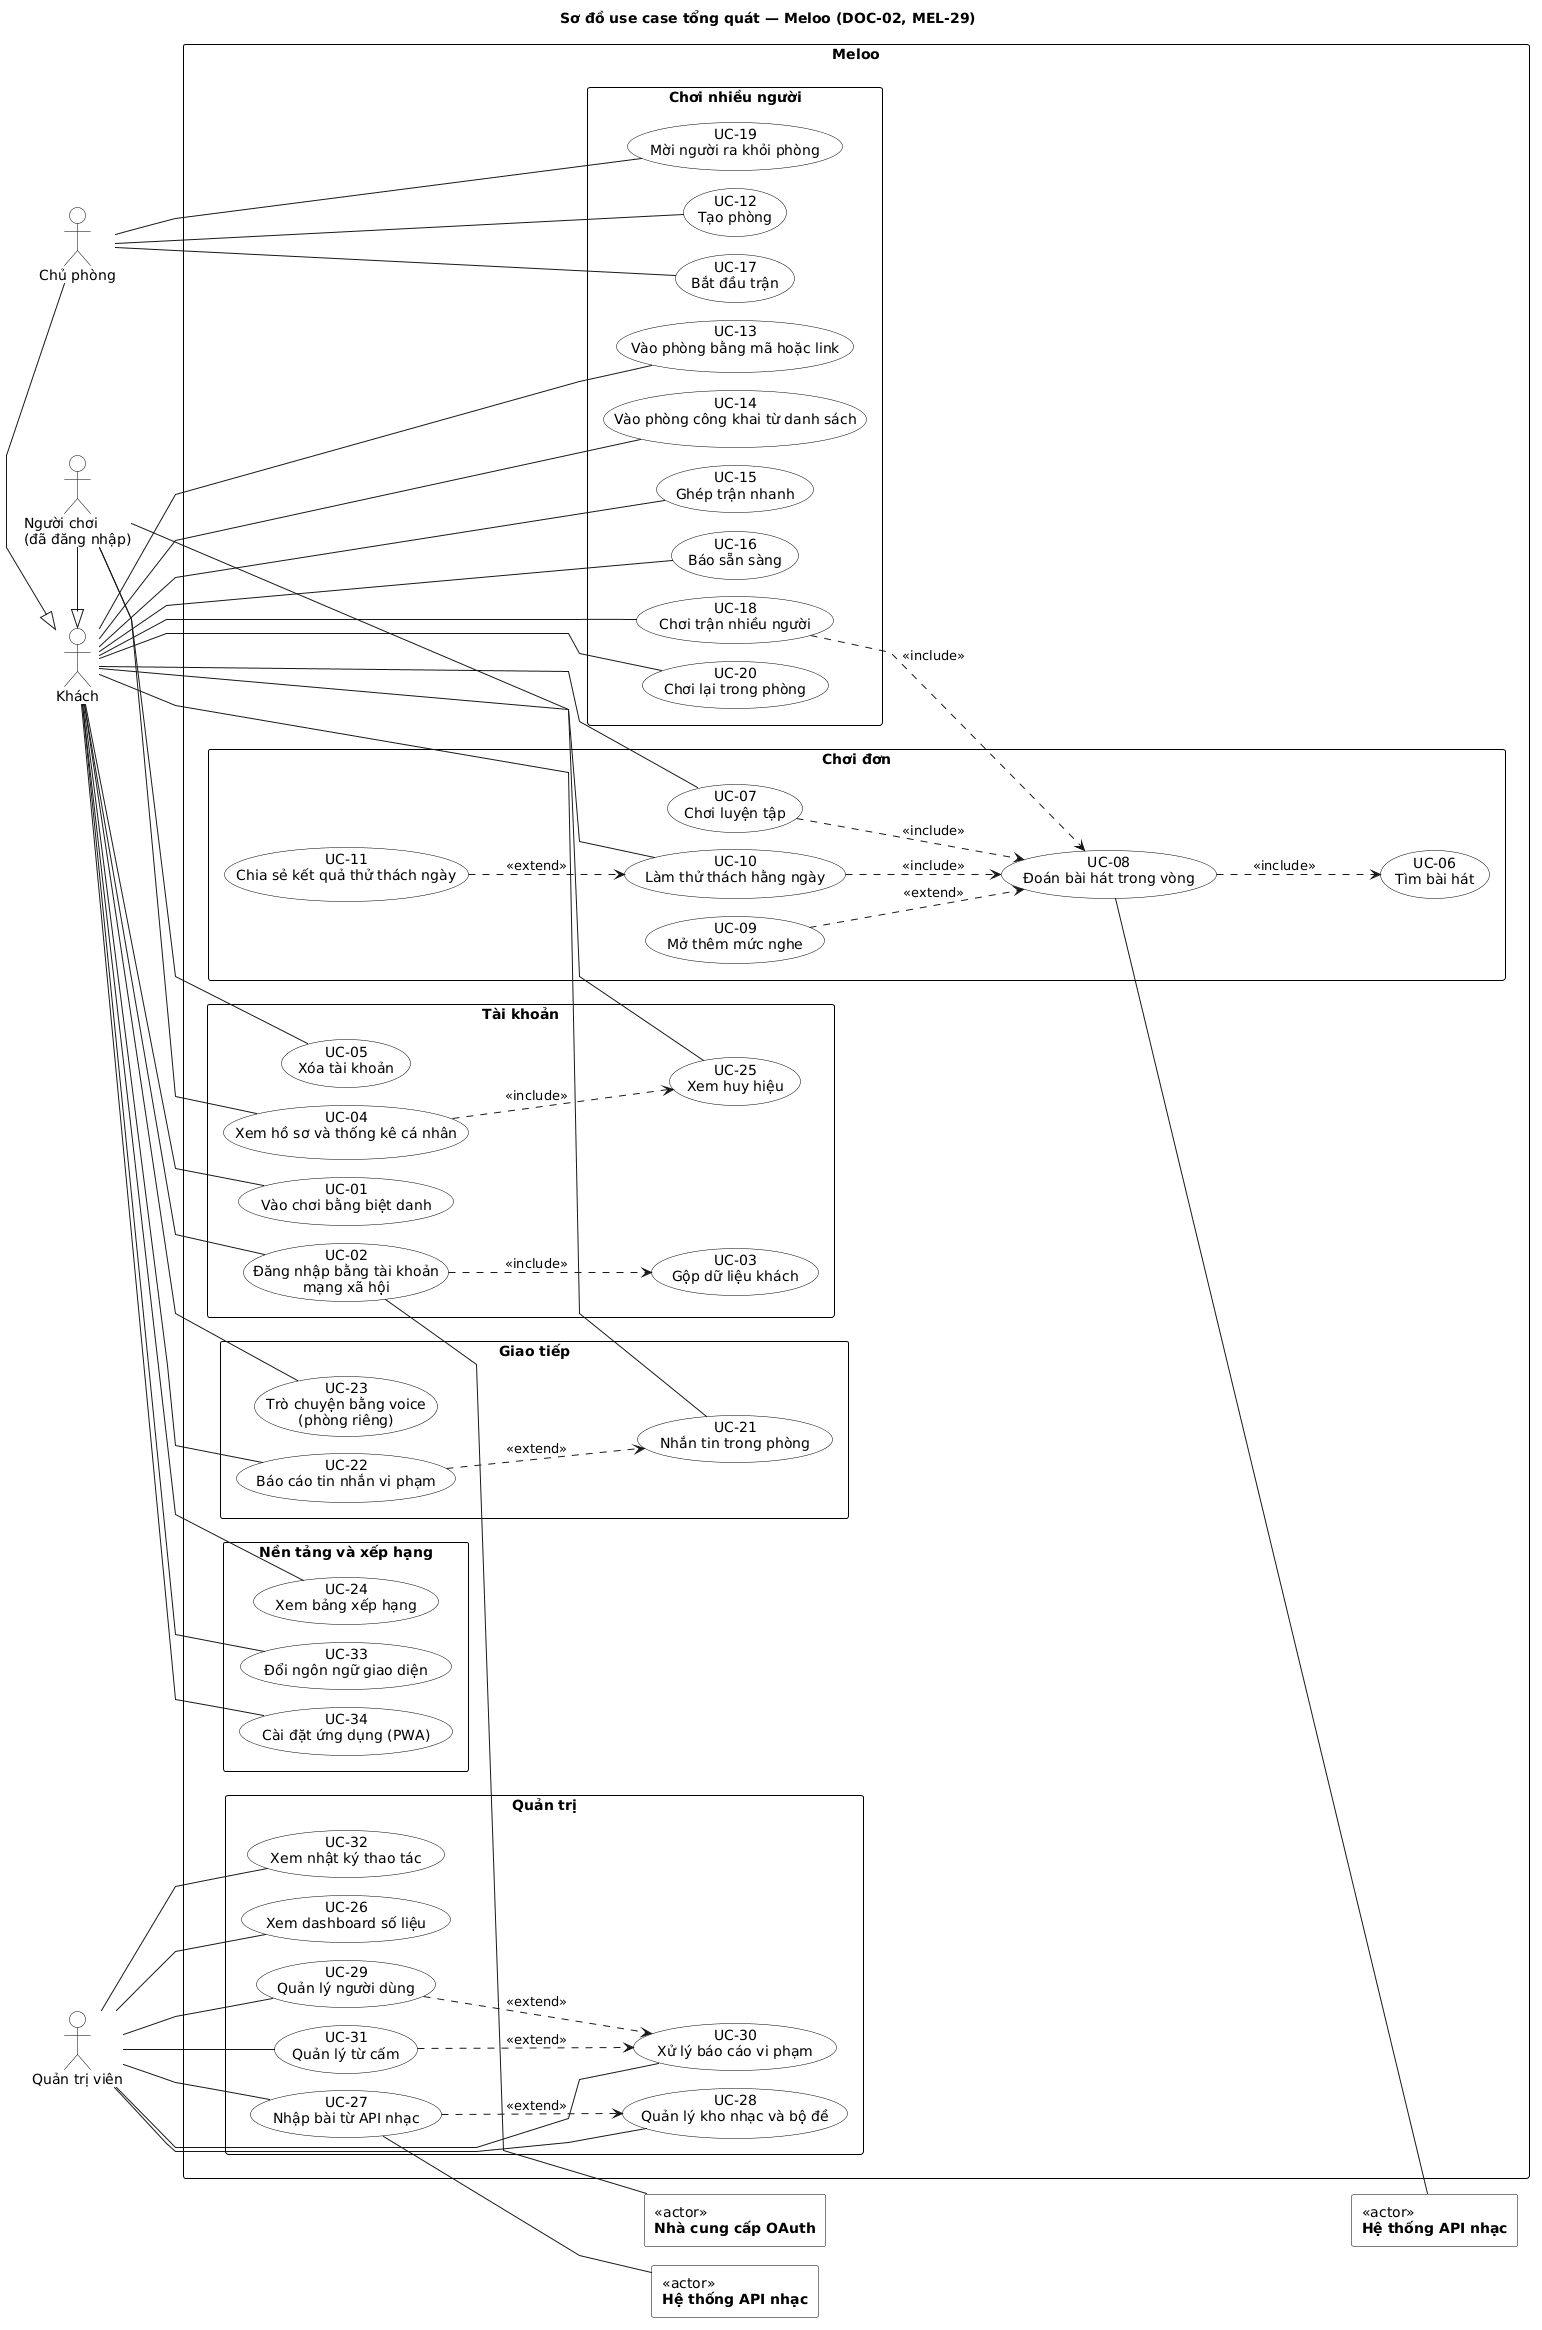 Sơ đồ use case tổng quát — Meloo (DOC-02, MEL-29)
Meloo
Chơi nhiều người
UC-19
Mời người ra khỏi phòng
UC-12
Tạo phòng
UC-17
Bắt đầu trận
Chủ phòng
UC-13
Vào phòng bằng mã hoặc link
UC-14
Vào phòng công khai từ danh sách
UC-15
Ghép trận nhanh
Người chơi
(đã đăng nhập)
UC-16
Báo sẵn sàng
UC-18
Chơi trận nhiều người
«include»
UC-20
Chơi lại trong phòng
Khách
Chơi đơn
UC-07
Chơi luyện tập
«include»
UC-11
Chia sẻ kết quả thử thách ngày
«extend»
UC-10
Làm thử thách hằng ngày
«include»
UC-08
Đoán bài hát trong vòng
«include»
UC-06
Tìm bài hát
«extend»
UC-09
Mở thêm mức nghe
Tài khoản
UC-05
Xóa tài khoản
UC-25
Xem huy hiệu
«include»
UC-04
Xem hồ sơ và thống kê cá nhân
UC-01
Vào chơi bằng biệt danh
UC-02
Đăng nhập bằng tài khoản
mạng xã hội
«include»
UC-03
Gộp dữ liệu khách
Giao tiếp
UC-23
Trò chuyện bằng voice
(phòng riêng)
UC-21
Nhắn tin trong phòng
«extend»
UC-22
Báo cáo tin nhắn vi phạm
Nền tảng và xếp hạng
UC-24
Xem bảng xếp hạng
UC-33
Đổi ngôn ngữ giao diện
UC-34
Cài đặt ứng dụng (PWA)
Quản trị
UC-32
Xem nhật ký thao tác
UC-26
Xem dashboard số liệu
UC-29
Quản lý người dùng
«extend»
UC-31
Quản lý từ cấm
«extend»
UC-30
Xử lý báo cáo vi phạm
Quản trị viên
UC-27
Nhập bài từ API nhạc
«extend»
UC-28
Quản lý kho nhạc và bộ đề
«actor»
Nhà cung cấp OAuth
«actor»
Hệ thống API nhạc
«actor»
Hệ thống API nhạc